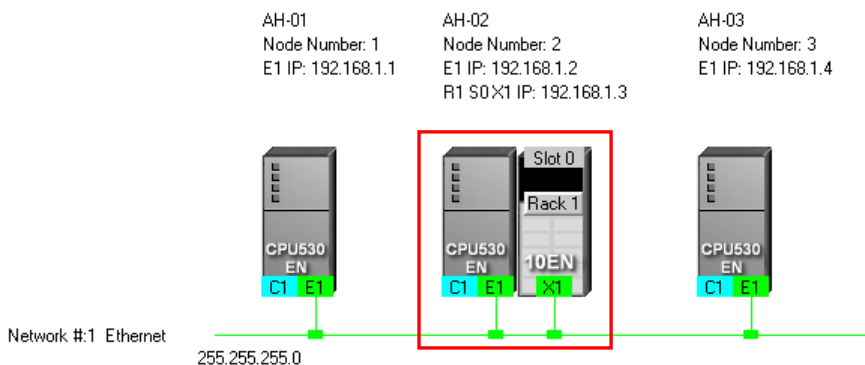 AH-01
Node Number: 1
E1 IP: 192.168.1.1
AH-02
Node Number: 2
E1 IP: 192.168.1.2
R1 S0 X1 IP: 192.168.1.3
AH-03
Node Number: 3
E1 IP: 192.168.1.4
CPU530
EN
C1 E1
CPU530
EN
C1 E1
Slot 0
Rack 1
10EN
X1
CPU530
EN
C1 E1
Network #:1 Ethernet
255.255.255.0